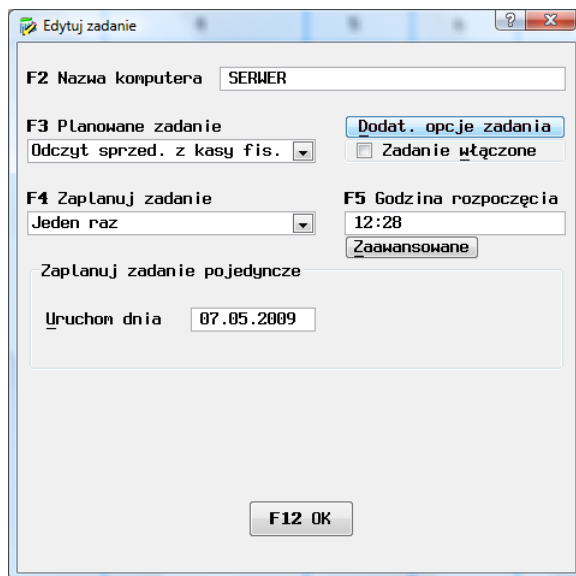 Edytuj zadanie
F2 Nazwa komputera SERWER
F3 Planowane zadanie Dodat. opcje zadania
Odczyt sprzed. z kasy fis. Zadanie włączone
F4 Zaplanuj zadanie F5 Godzina rozpoczęcia
Jeden raz 12:28
Zaawansowane
Zaplanuj zadanie pojedyncze
Uruchom dnia 07.05.2009
F12 OK